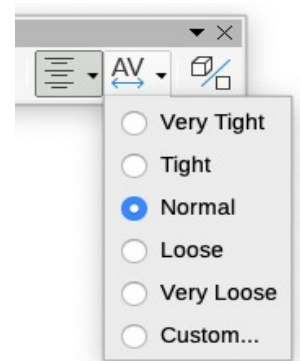 AV
Very Tight
Tight
Normal
Loose
Very Loose
Custom...